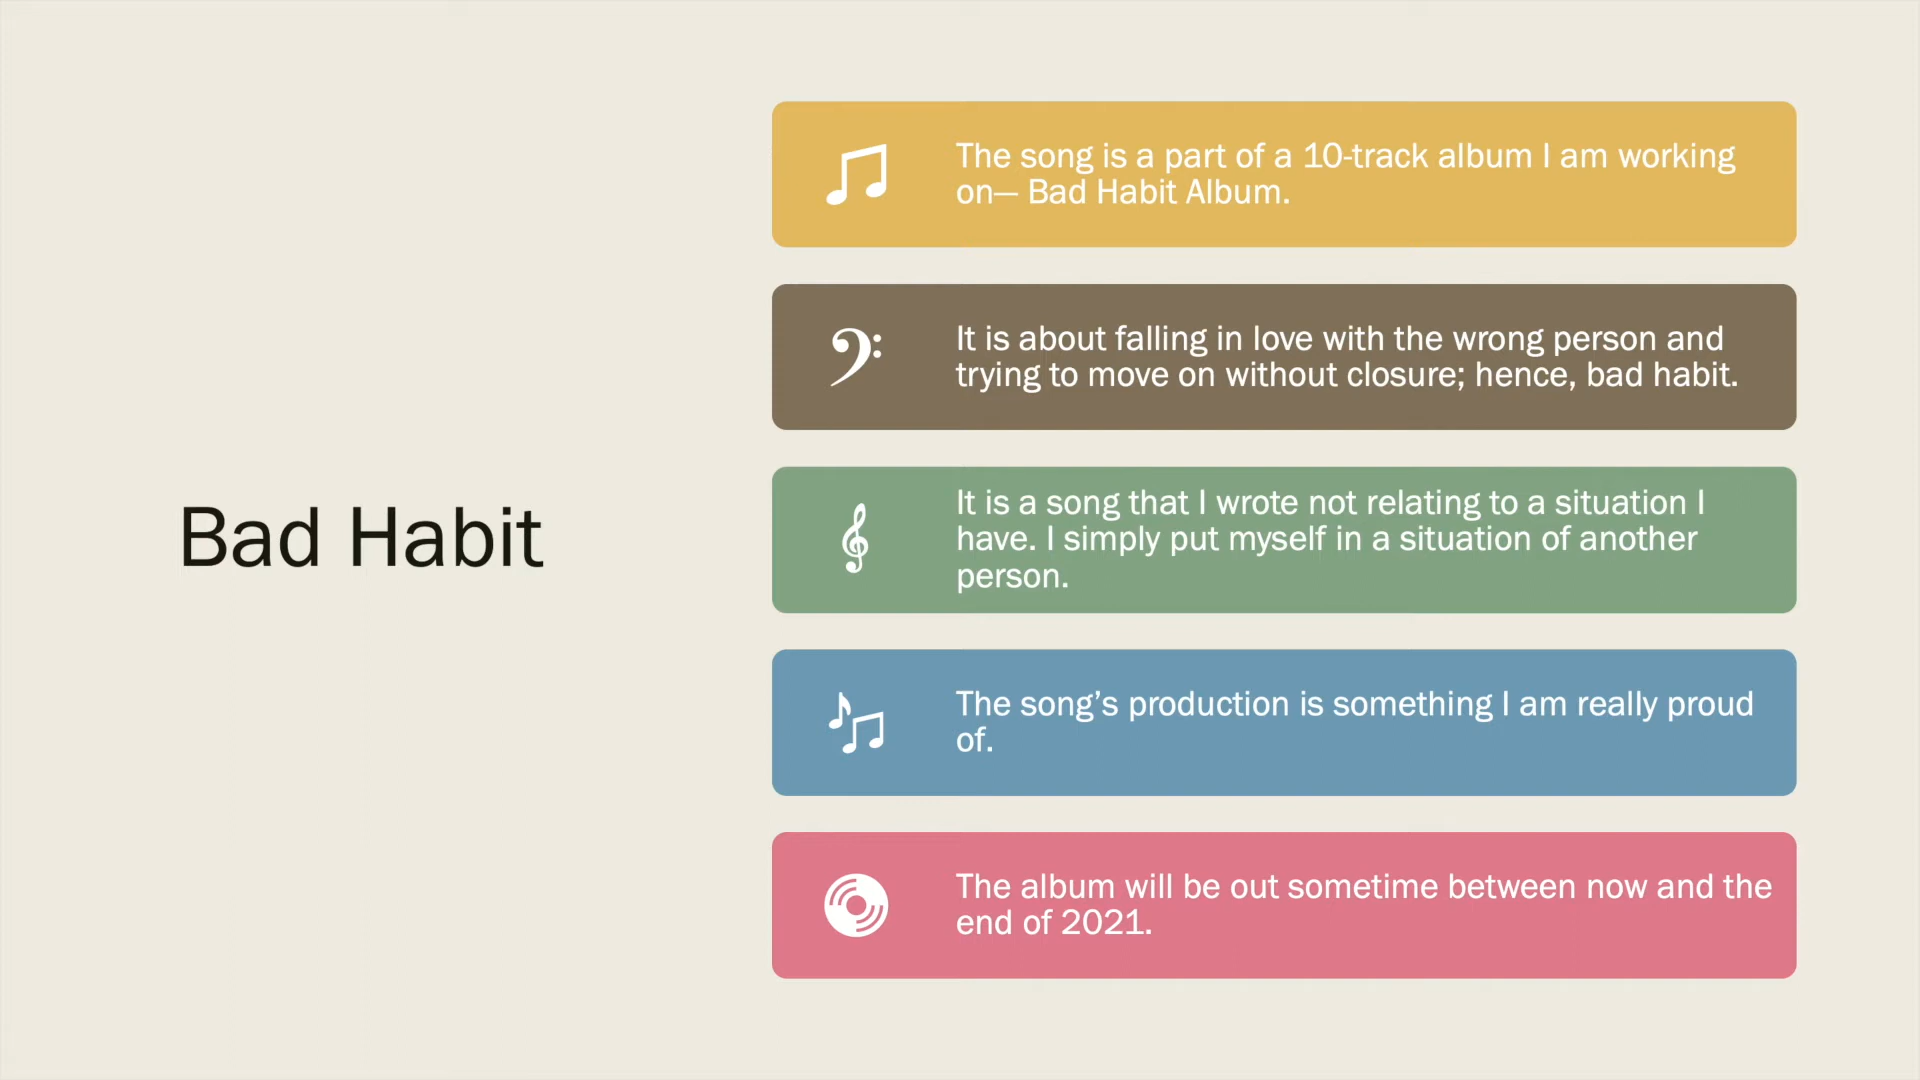 Bad Habit
The song is a part of a 10-track album I am working
on— Bad Habit Album.
It is about falling in love with the wrong person and
trying to move on without closure; hence, bad habit.
It is a song that I wrote not relating to a situation I
have. I simply put myself in a situation of another
person.
The song’s production is something I am really proud
of.
The album will be out sometime between now and the
end of 2021.